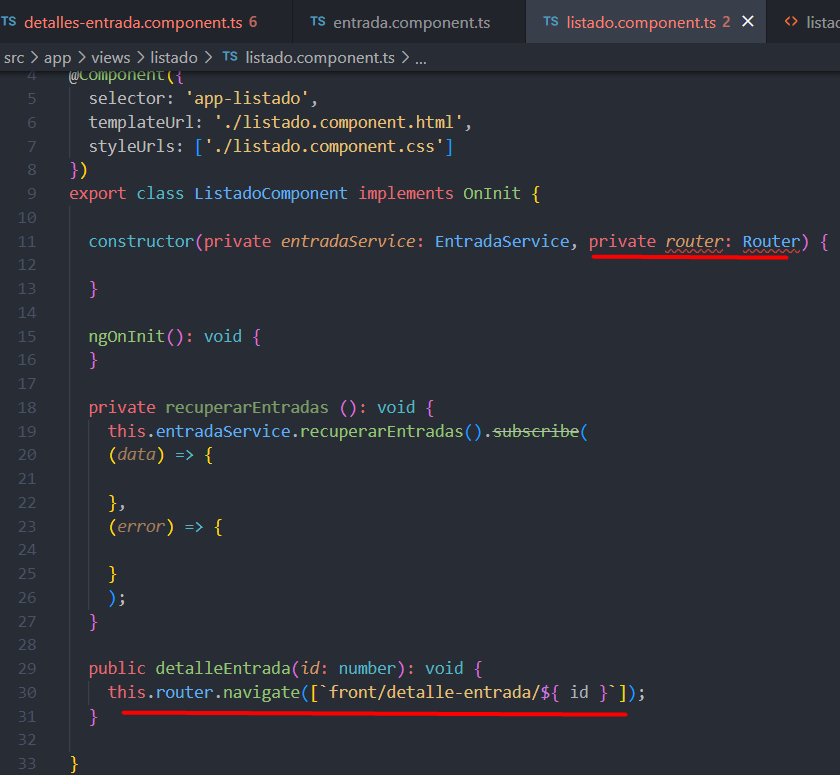 TS detalles-entrada.component.ts 6 TS entrada.component.ts TS listado.component.ts 2 × <> listad
src > app > views > listado > TS listado.component.ts > ...
4 @Component({
5 selector: 'app-listado',
6 templateUrl: './listado.component.html',
7 styleUrls: ['./listado.component.css']
8 })
9 export class ListadoComponent implements OnInit {
10
11 constructor(private entradaService: EntradaService, private router: Router) {
12
13 }
14
15 ngOnInit(): void {
16 }
17
18 private recuperarEntradas (): void {
19 this.entradaService.recuperarEntradas().subscribe(
20 (data) => {
21
22 },
23 (error) => {
24
25 }
26 );
27 }
28
29 public detalleEntrada(id: number): void {
30 this.router.navigate([`front/detalle-entrada/${ id }`]);
31 }
32
33 }